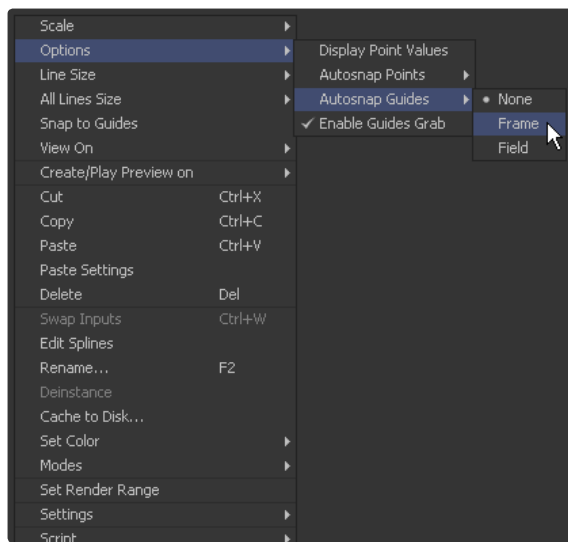 Scale
Options
Line Size
All Lines Size
Snap to Guides
View On
Create/Play Preview on
Cut Ctrl+X
Copy Ctrl+C
Paste Ctrl+V
Paste Settings
Delete Del
Swap Inputs Ctrl+W
Edit Splines
Rename... F2
Deinstance
Cache to Disk...
Set Color
Modes
Set Render Range
Settings
Script
Display Point Values
Autosnap Points
Autosnap Guides
✓ Enable Guides Grab
• None
Frame
Field